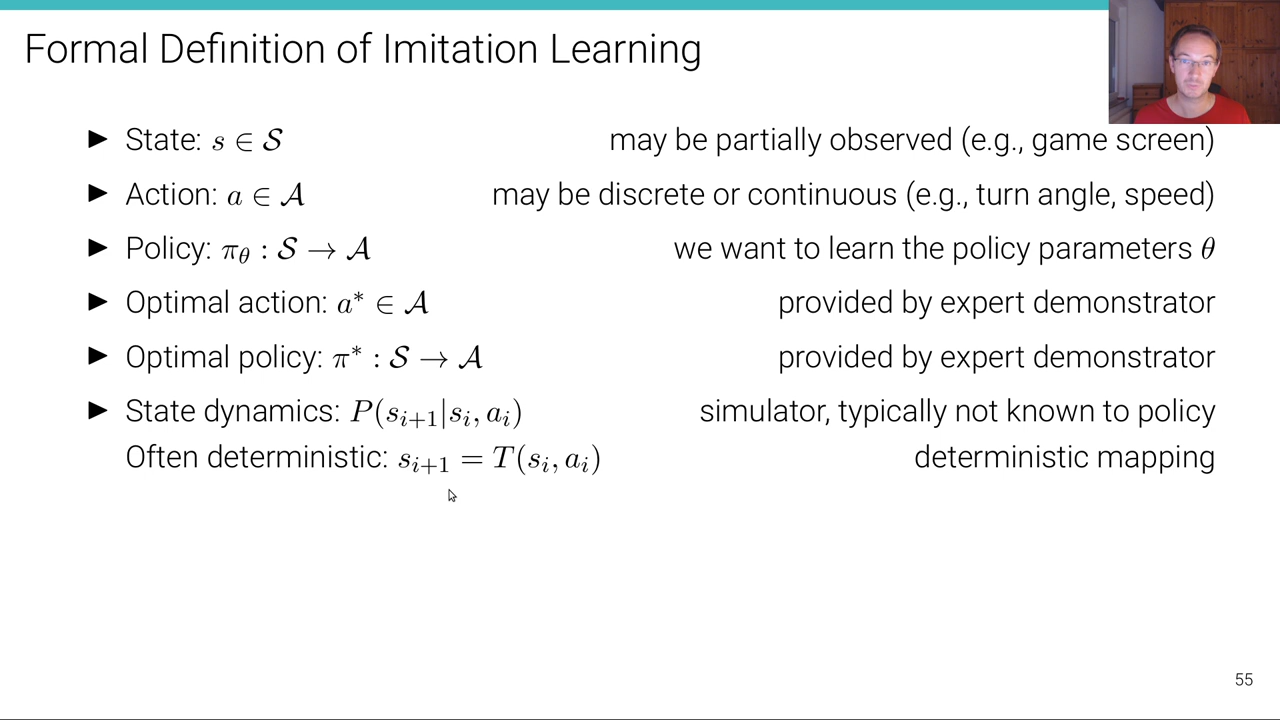 Formal Definition of Imitation Learning
▶ State: s ∈ 𝒮 may be partially observed (e.g., game screen)
▶ Action: a ∈ 𝒜 may be discrete or continuous (e.g., turn angle, speed)
▶ Policy: π_θ : 𝒮 → 𝒜 we want to learn the policy parameters θ
▶ Optimal action: a* ∈ 𝒜 provided by expert demonstrator
▶ Optimal policy: π* : 𝒮 → 𝒜 provided by expert demonstrator
▶ State dynamics: P(s_{i+1}|s_i, a_i) simulator, typically not known to policy
Often deterministic: s_{i+1} = T(s_i, a_i) deterministic mapping
55